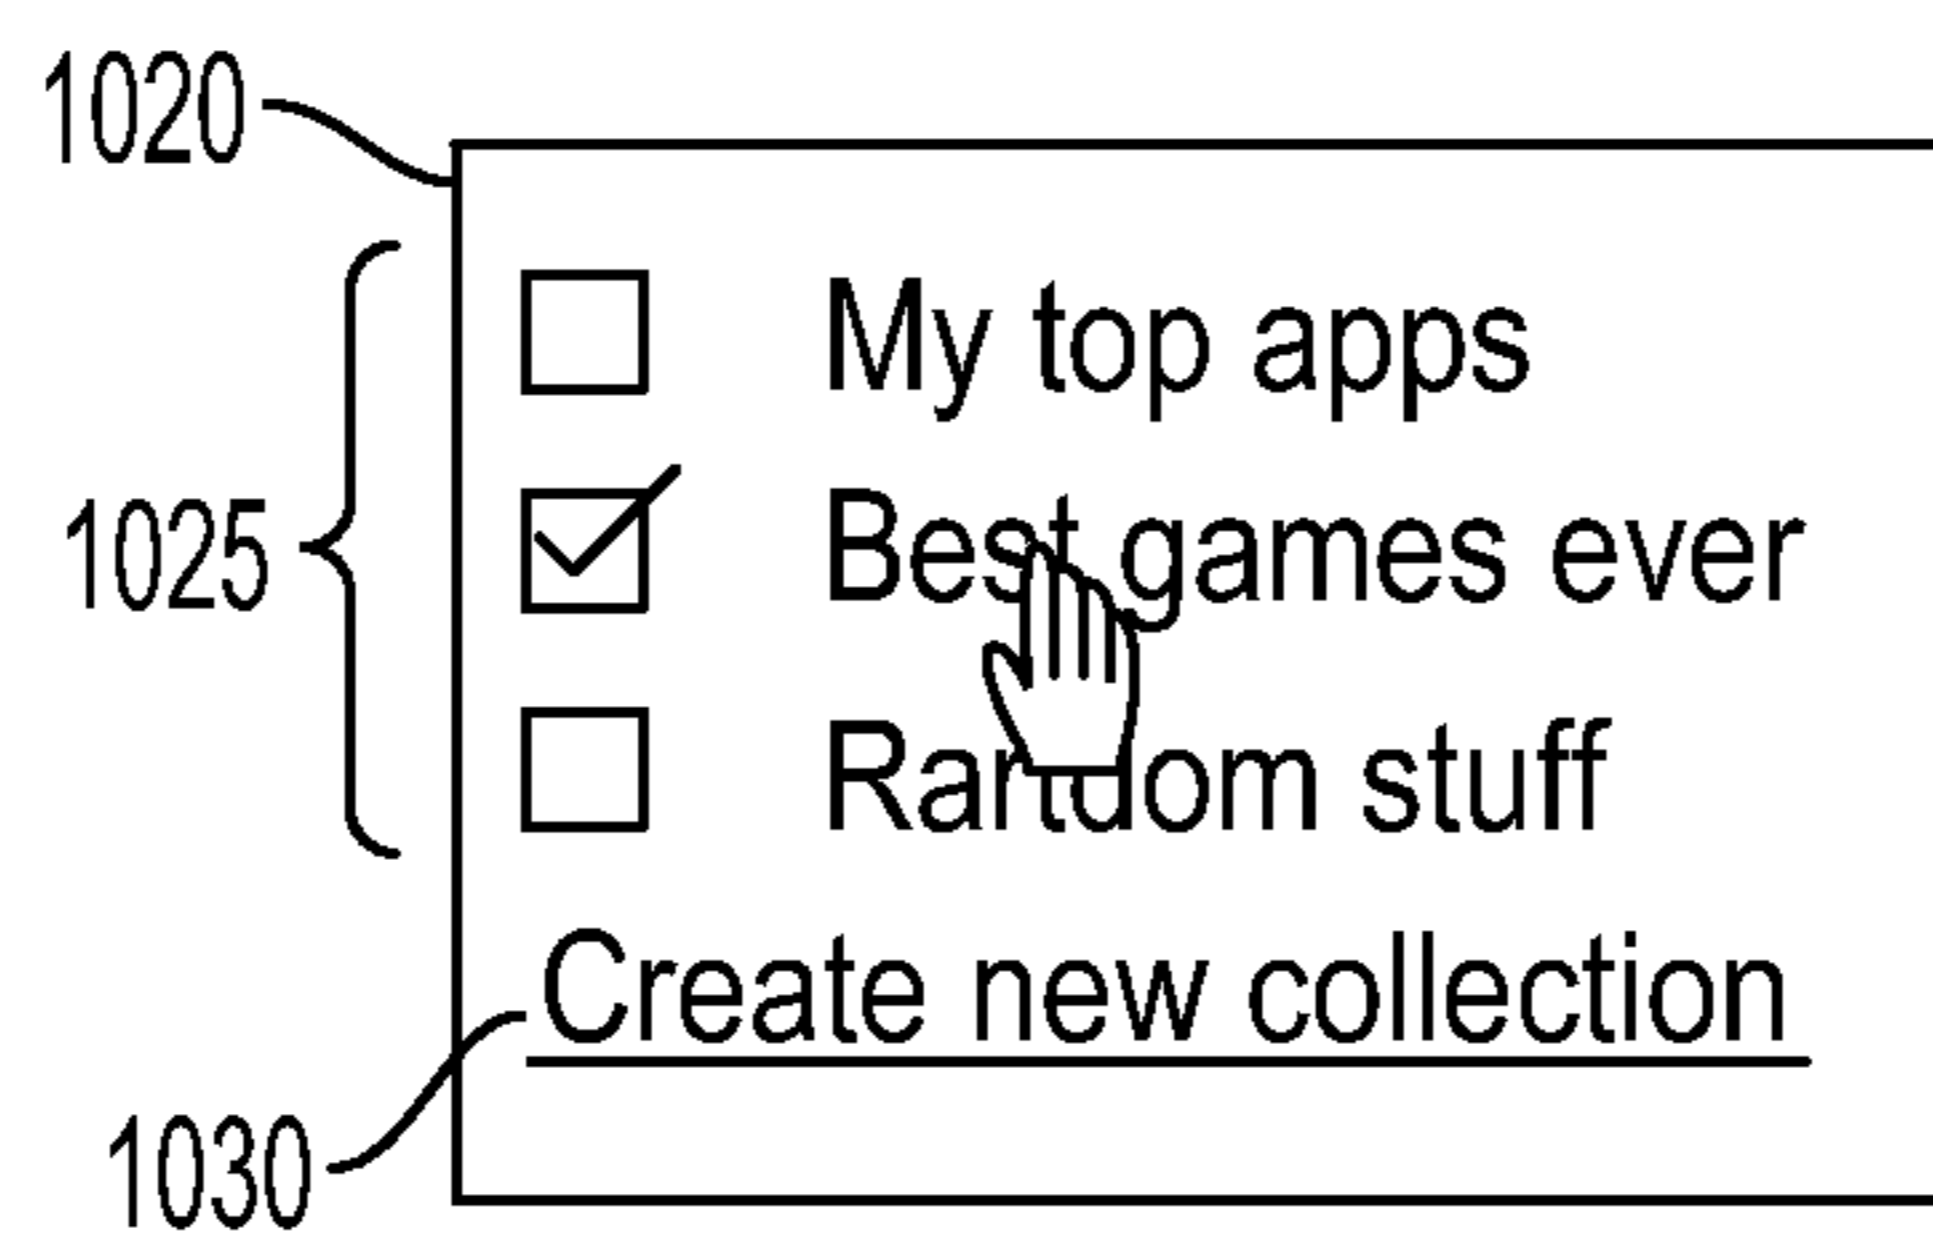 1020
My top apps
1025
Best games ever
Random stuff
Create new collection
1030